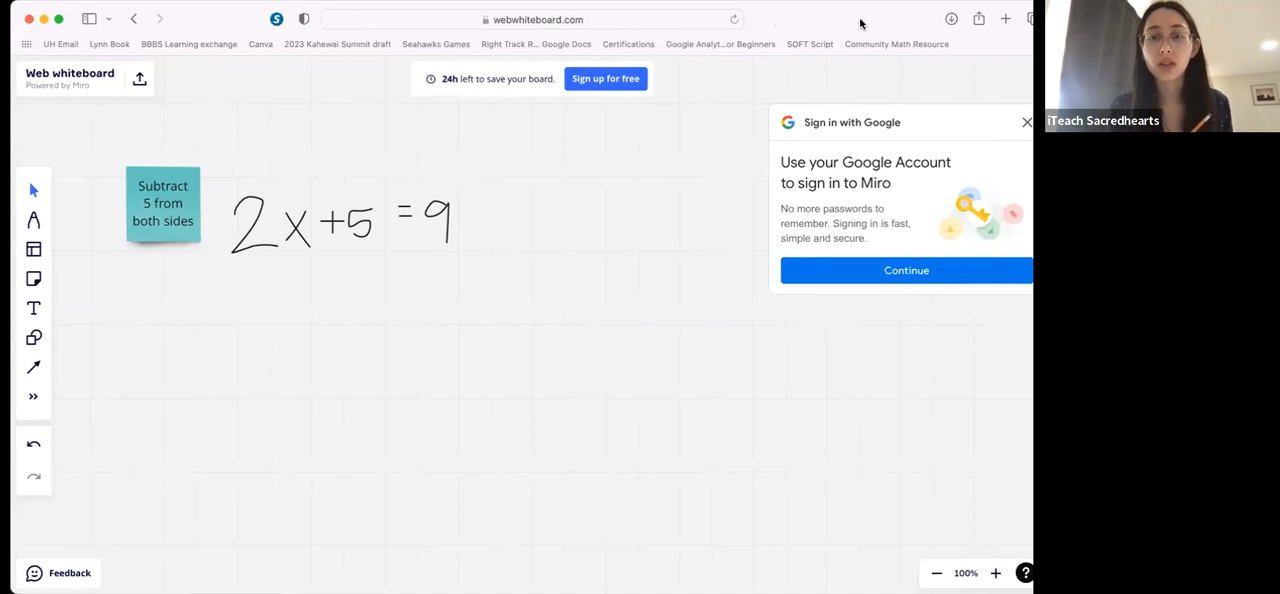 webwhiteboard.com
UH Email Lynn Book BBBS Learning exchange Canva 2023 Kahewai Summit draft Seahawks Games Right Track R... Google Docs Certifications Google Analyt...or Beginners SOFT Script Community Math Resource
Web whiteboard
Powered by Miro
24h left to save your board. Sign up for free
iTeach Sacredhearts
Sign in with Google
Use your Google Account
to sign in to Miro
No more passwords to
remember. Signing in is fast,
simple and secure.
Continue
Subtract
5 from
both sides
2x+5 = 9
Feedback
100%